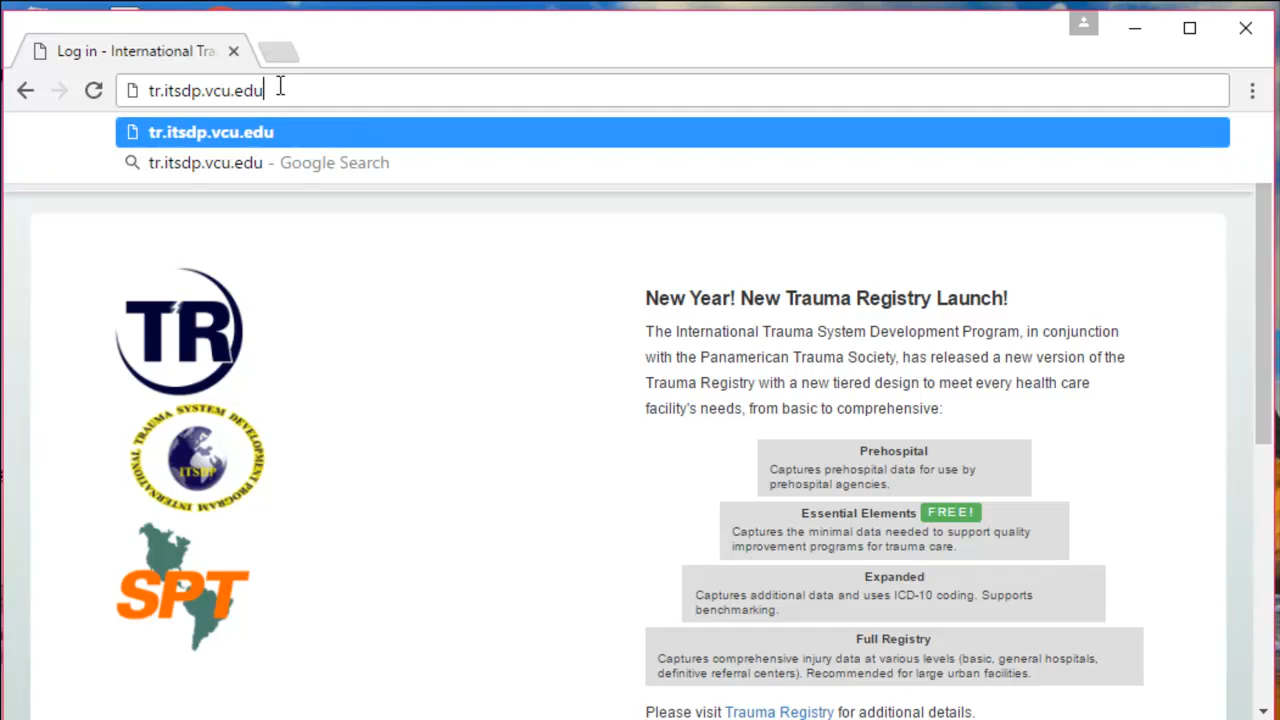 Log in - International Tra
tr.itsdp.vcu.edu
tr.itsdp.vcu.edu
tr.itsdp.vcu.edu - Google Search
TR
INTERNATIONAL TRAUMA SYSTEM DEVELOPMENT PROGRAM
ITSDP
SPT
New Year! New Trauma Registry Launch!
The International Trauma System Development Program, in conjunction
with the Panamerican Trauma Society, has released a new version of the
Trauma Registry with a new tiered design to meet every health care
facility's needs, from basic to comprehensive:
Prehospital
Captures prehospital data for use by
prehospital agencies.
Essential Elements FREE!
Captures the minimal data needed to support quality
improvement programs for trauma care.
Expanded
Captures additional data and uses ICD-10 coding. Supports
benchmarking.
Full Registry
Captures comprehensive injury data at various levels (basic, general hospitals,
definitive referral centers). Recommended for large urban facilities.
Please visit Trauma Registry for additional details.